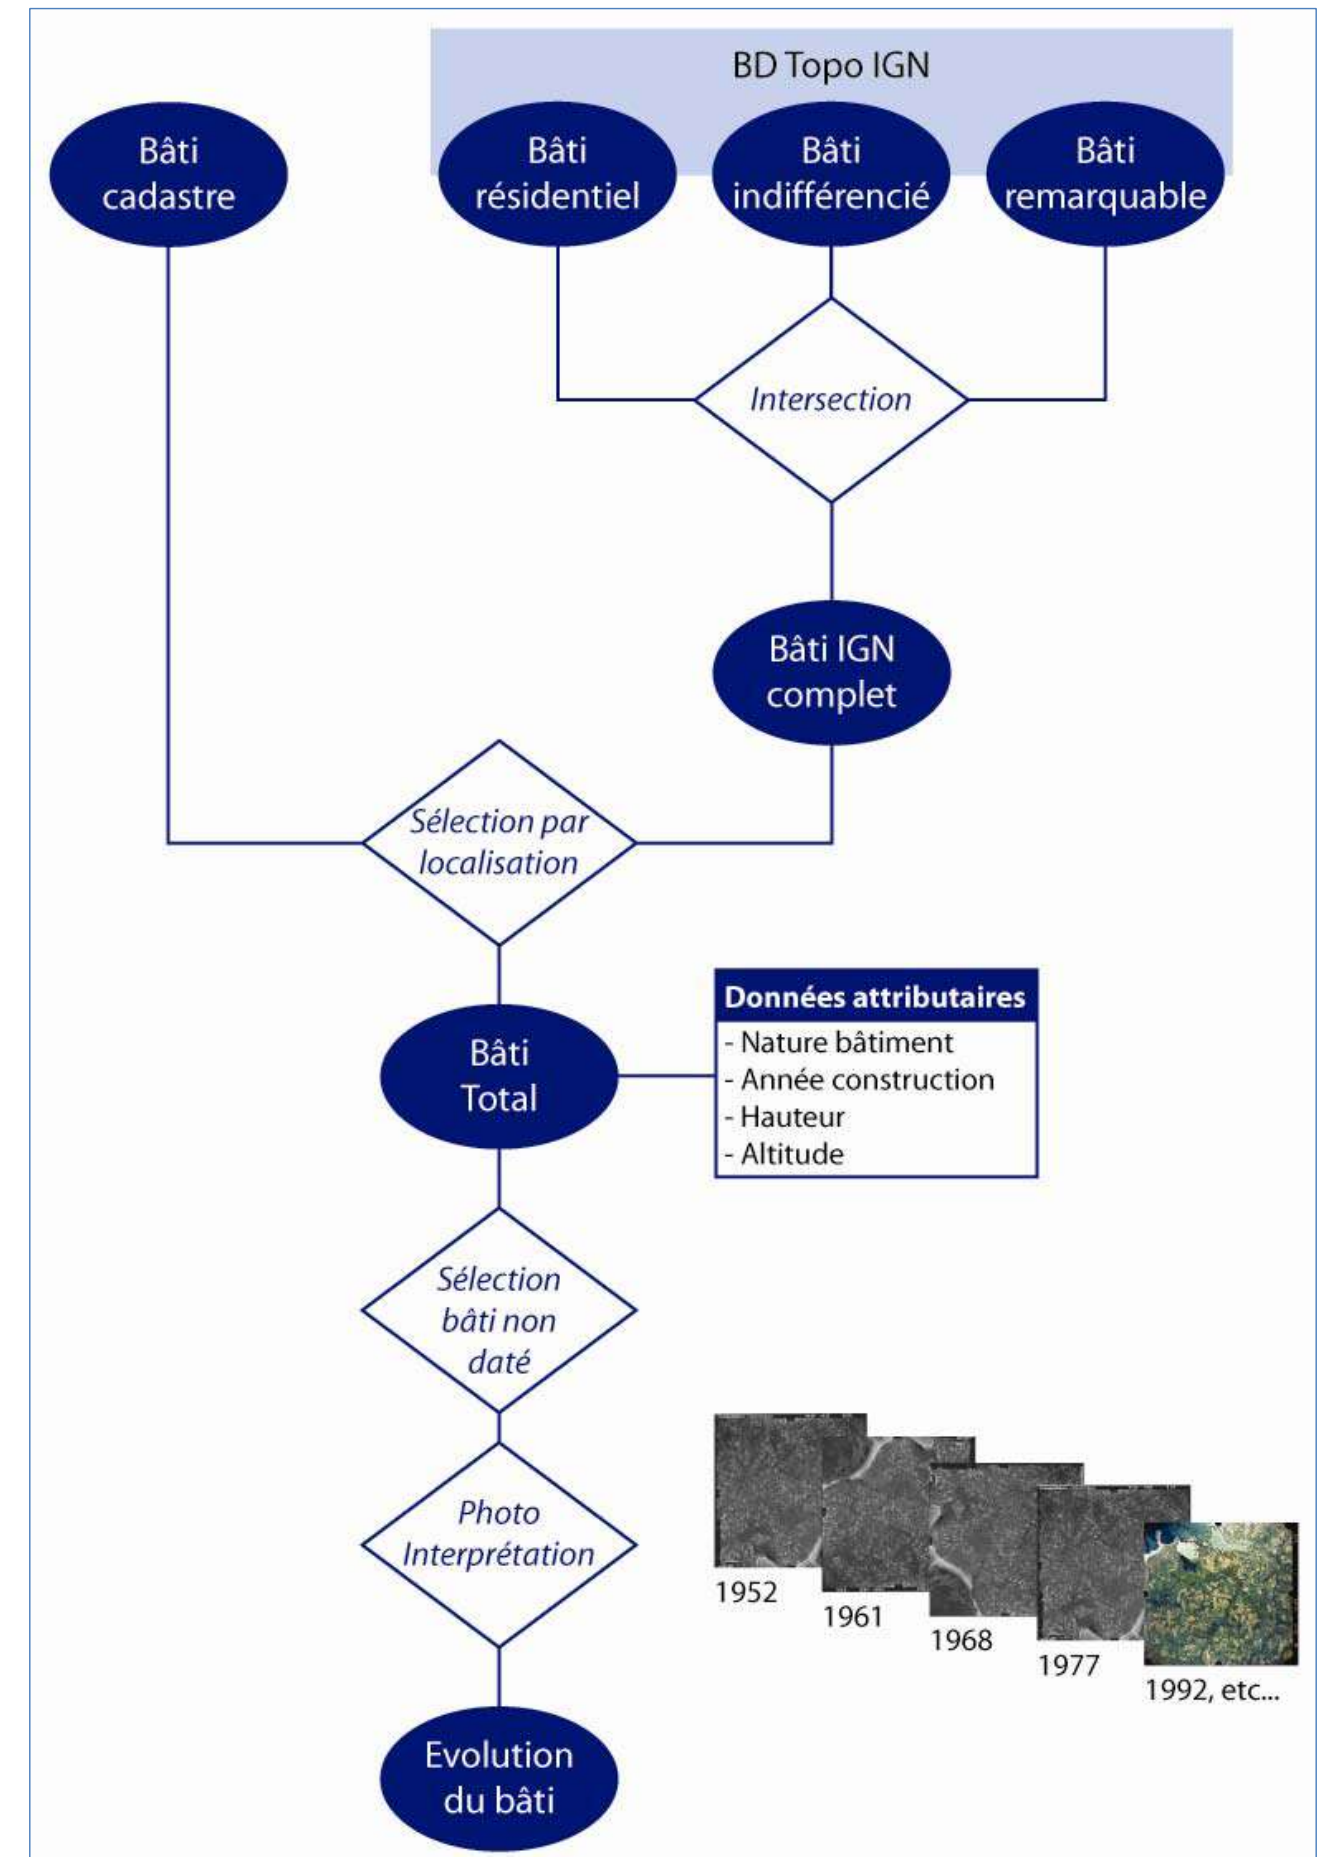 BD Topo IGN
Bâti
cadastre
Bâti
résidentiel
Bâti
indifférencié
Bâti
remarquable
Intersection
Bâti IGN
complet
Sélection par
localisation
Bâti
Total
Données attributaires
- Nature bâtiment
- Année construction
- Hauteur
- Altitude
Sélection
bâti non
daté
Photo
Interprétation
1952
1961
1968
1977
1992, etc...
Evolution
du bâti